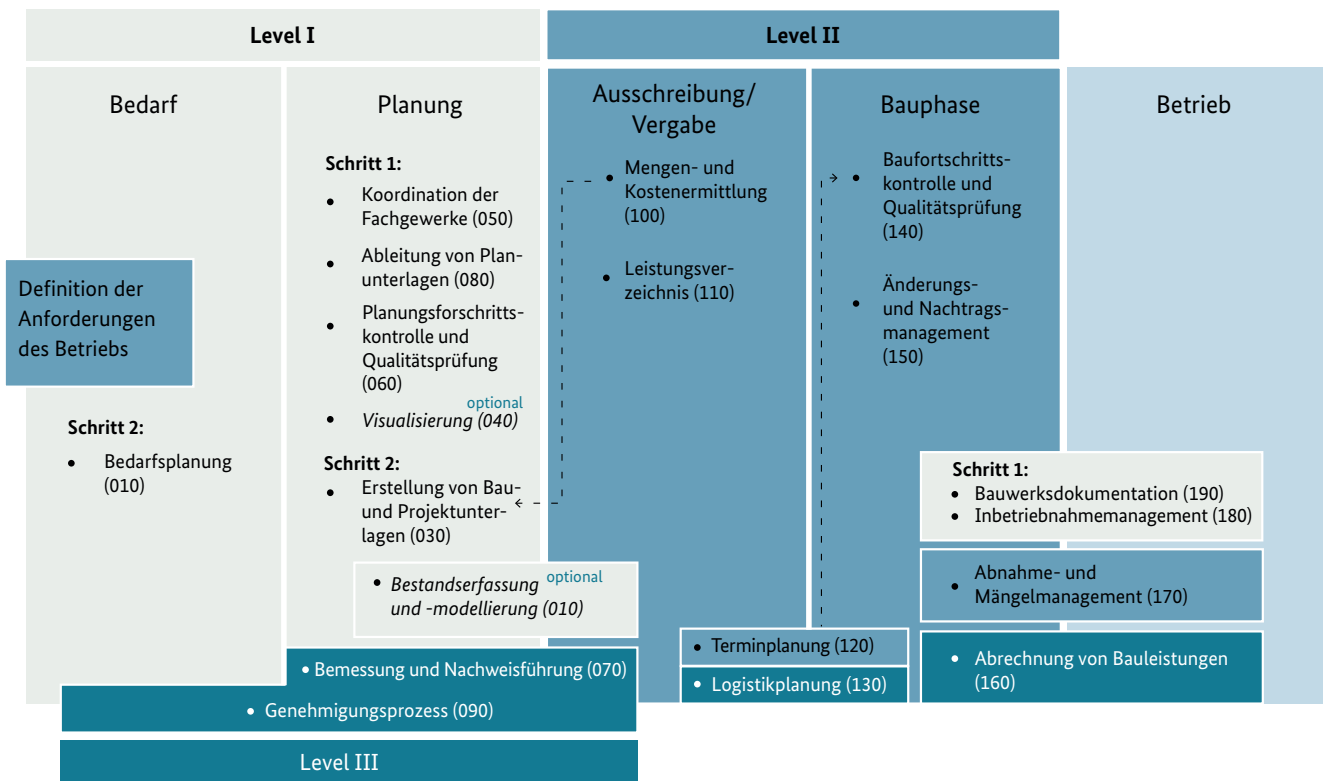 Level I
Level II
Bedarf
Planung
Ausschreibung/
Vergabe
Bauphase
Betrieb
Definition der
Anforderungen
des Betriebs
Schritt 2:
• Bedarfsplanung
(010)
Schritt 1:
• Koordination der
Fachgewerke (050)
• Ableitung von Plan-
unterlagen (080)
• Planungsforschritts-
kontrolle und
Qualitätsprüfung
(060)
optional
• Visualisierung (040)
Schritt 2:
• Erstellung von Bau-
und Projektunter-
lagen (030)
• Bestandserfassung optional
und -modellierung (010)
• Mengen- und
Kostenermittlung
(100)
• Leistungsver-
zeichnis (110)
• Baufortschritts-
kontrolle und
Qualitätsprüfung
(140)
• Änderungs-
und Nachtrags-
management
(150)
Schritt 1:
• Bauwerksdokumentation (190)
• Inbetriebnahmemanagement (180)
• Abnahme- und
Mängelmanagement (170)
• Terminplanung (120)
• Logistikplanung (130)
• Abrechnung von Bauleistungen
(160)
• Bemessung und Nachweisführung (070)
• Genehmigungsprozess (090)
Level III